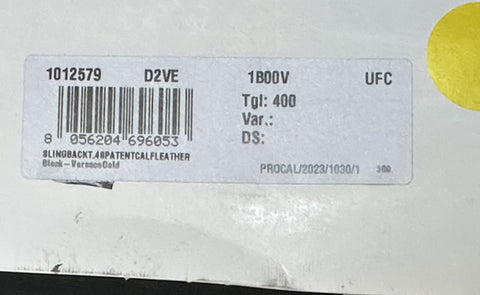 1012579 D2VE 1B00V UFC
Tgl: 400
Var.:
DS:
8 056204 696053
SLINGBACKT.40PATENTCALFLEATHER
Black-VersaceGold
PROCAL/2023/1030/1 300